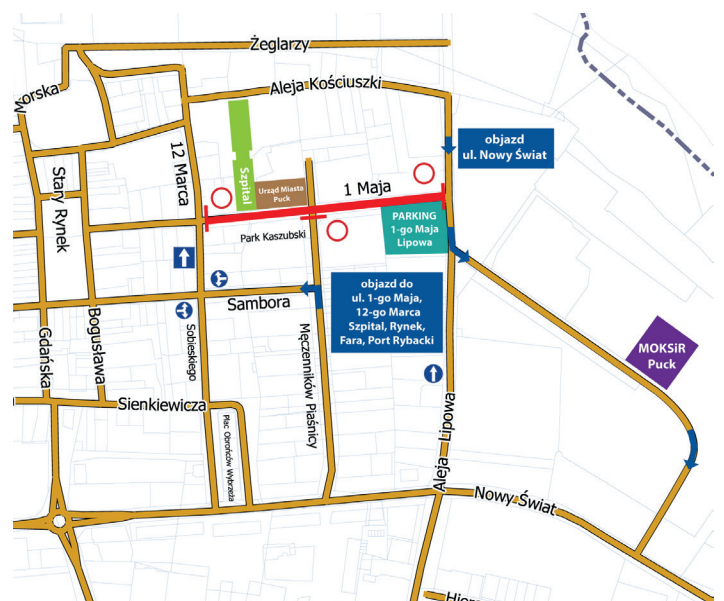 Żeglarzy
Aleja Kościuszki
Morska
12 Marca
Szpital
Urząd Miasta
Puck
1 Maja
objazd
ul. Nowy Świat
Stary Rynek
PARKING
1-go Maja
Lipowa
Park Kaszubski
objazd do
ul. 1-go Maja,
12-go Marca
Szpital, Rynek,
Fara, Port Rybacki
Sambora
Bogusława
Gdańska
Sobieskiego
Męczenników Piaśnicy
MOKSiR
Puck
Sienkiewicza
Plac Obrońców Wybrzeża
Aleja Lipowa
Nowy Świat